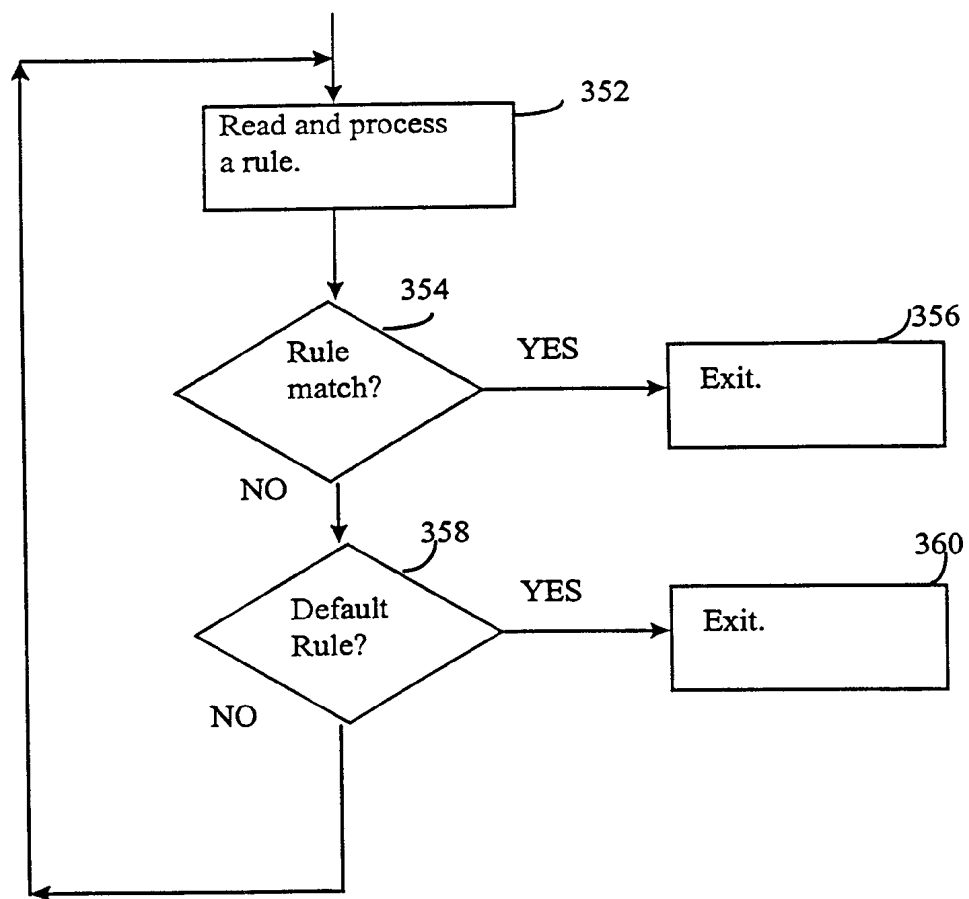 352
Read and process
a rule.
354
Rule
match?
YES
356
Exit.
NO
358
Default
Rule?
YES
360
Exit.
NO